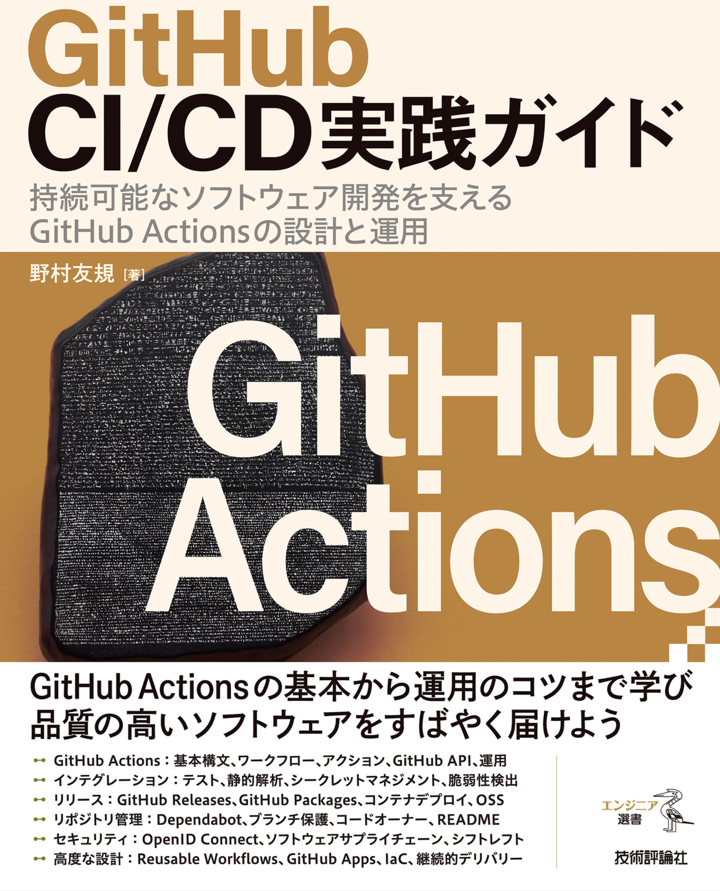 GitHub
CI/CD実践ガイド
持続可能なソフトウェア開発を支える
GitHub Actionsの設計と運用
野村友規 [著]
GitHub
Actions
GitHub Actionsの基本から運用のコツまで学び
品質の高いソフトウェアをすばやく届けよう
GitHub Actions：基本構文、ワークフロー、アクション、GitHub API、運用
インテグレーション：テスト、静的解析、シークレットマネジメント、脆弱性検出
リリース：GitHub Releases、GitHub Packages、コンテナデプロイ、OSS
リポジトリ管理：Dependabot、ブランチ保護、コードオーナー、README
セキュリティ：OpenID Connect、ソフトウェアサプライチェーン、シフトレフト
高度な設計：Reusable Workflows、GitHub Apps、IaC、継続的デリバリー
エンジニア
選書
技術評論社